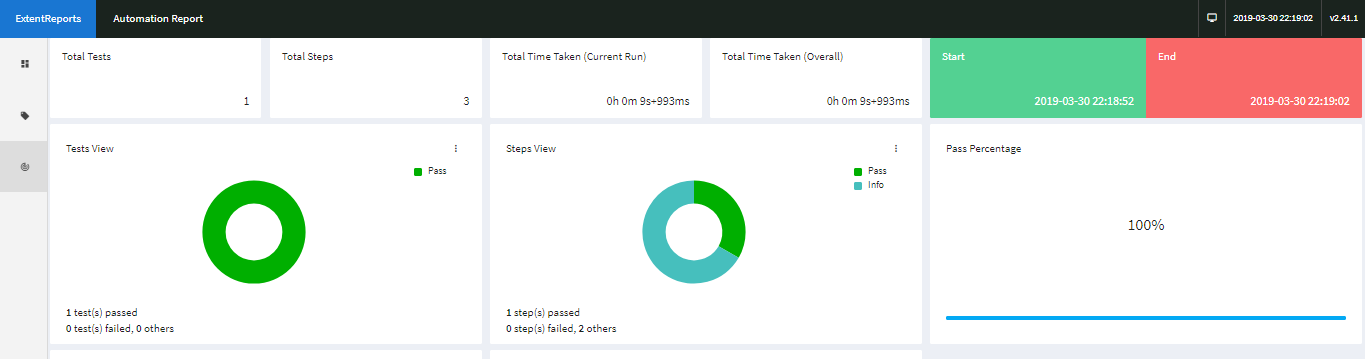 ExtentReports
Automation Report
2019-03-30 22:19:02
v2.41.1
Total Tests
1
Total Steps
3
Total Time Taken (Current Run)
0h 0m 9s+993ms
Total Time Taken (Overall)
0h 0m 9s+993ms
Start
2019-03-30 22:18:52
End
2019-03-30 22:19:02
Tests View
Pass
1 test(s) passed
0 test(s) failed, 0 others
Steps View
Pass
Info
1 step(s) passed
0 step(s) failed, 2 others
Pass Percentage
100%